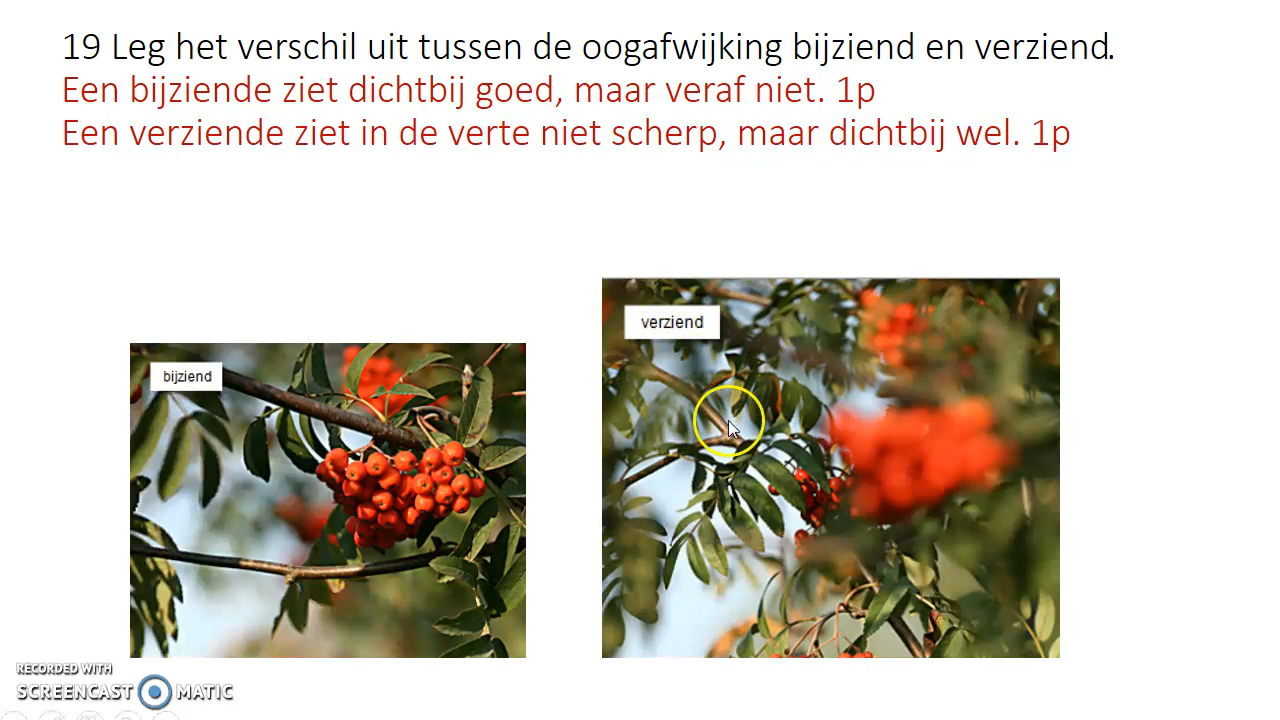 19 Leg het verschil uit tussen de oogafwijking bijziend en verziend.
Een bijziende ziet dichtbij goed, maar veraf niet. 1p
Een verziende ziet in de verte niet scherp, maar dichtbij wel. 1p
verziend
bijziend
RECORDED WITH
SCREENCAST MATIC